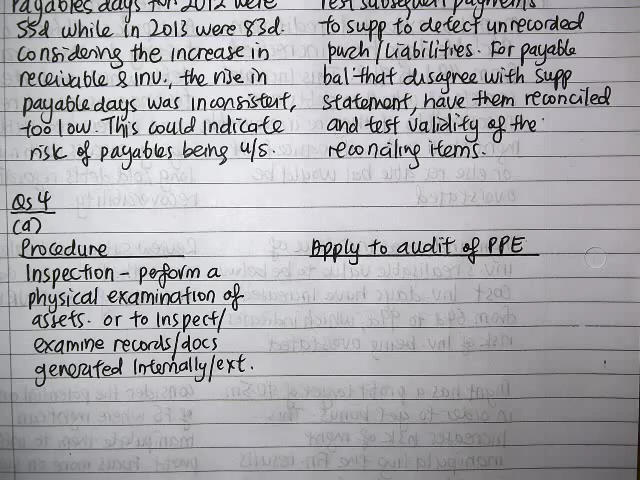 Payables days for 2012 were
55d while in 2013 were 83d.
Considering the increase in
receivable & inv., the rise in
payable days was inconsistent,
too low. This could indicate
risk of payables being u/s.
Test subsequent payments
to supp to detect unrecorded
purch/liabilities. For payable
bal that disagree with supp
statement, have them reconciled
and test validity of the
reconciling items.
Qs 4
(a)
Procedure
Apply to audit of PPE
Inspection – perform a
physical examination of
assets. or to inspect/
examine records/docs
generated internally/ext.